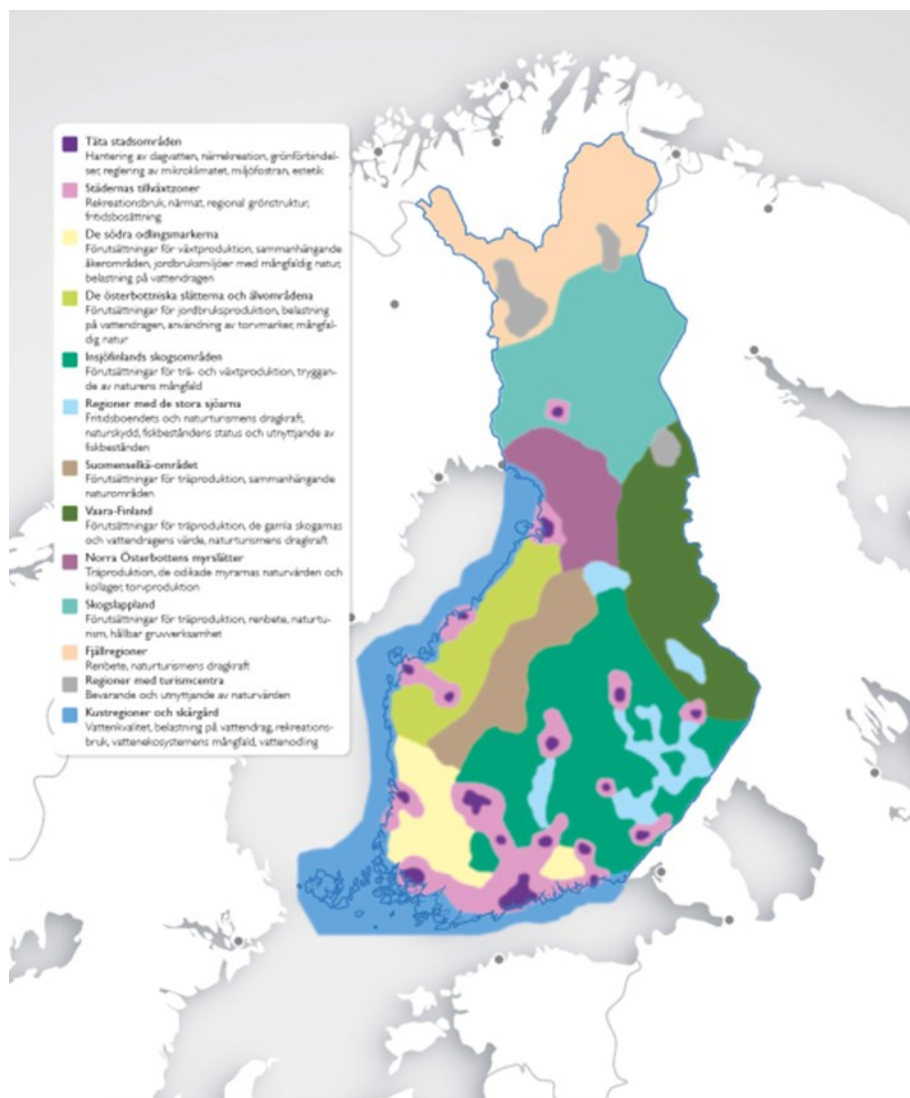 Täta stadsområden
Hantering av dagvatten, närrekreation, grönförbindel-
ser, reglering av mikroklimatet, miljöfostran, estetik
Städernas tillväxtzoner
Rekreationsbruk, närmat, regional grönstruktur,
fritidsbosättning
De södra odlingsmarkerna
Förutsättningar för växtproduktion, sammanhängande
åkerområden, jordbruksmiljöer med mångfaldig natur,
belastning på vattendragen
De österbottniska slätterna och älvområdena
Förutsättningar för jordbruksproduktion, belastning
på vattendragen, användning av torvmarker, mångfal-
dig natur
Insjöfinlands skogsområden
Förutsättningar för trä- och växtproduktion, tryggan-
de av naturens mångfald
Regioner med de stora sjöarna
Fritidsboendets och naturturismens dragkraft,
naturskydd, fiskbeståndens status och utnyttjande av
fiskbestånden
Suomenselkä-området
Förutsättningar för träproduktion, sammanhängande
naturområden
Vaara-Finland
Förutsättningar för träproduktion, de gamla skogarnas
och vattendragens värde, naturturismens dragkraft
Norra Österbottens myrslätter
Träproduktion, de odikade myrarnas naturvärden och
kollager, torvproduktion
Skogslappland
Förutsättningar för träproduktion, renbete, naturtu-
rism, hållbar gruvverksamhet
Fjällregioner
Renbete, naturturismens dragkraft
Regioner med turismcentra
Bevarande och utnyttjande av naturvärden
Kustregioner och skärgård
Vattenkvalitet, belastning på vattendrag, rekreations-
bruk, vattenekosystemens mångfald, vattenodling